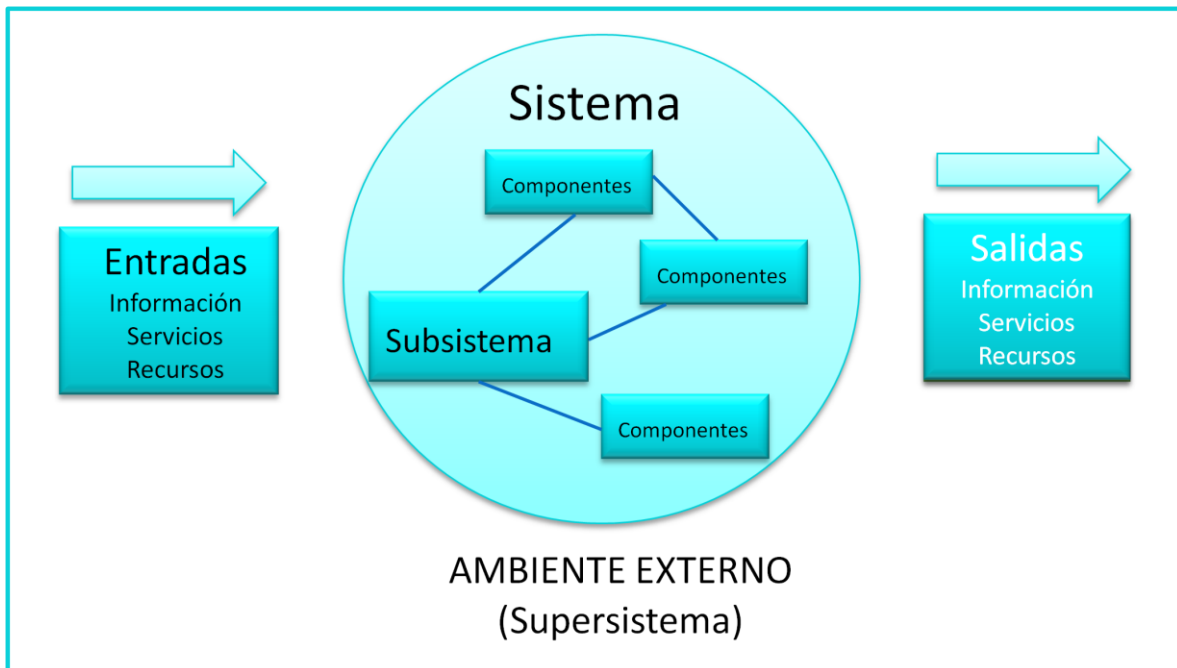 Sistema
Componentes
Componentes
Subsistema
Componentes
Entradas
Información
Servicios
Recursos
Salidas
Información
Servicios
Recursos
AMBIENTE EXTERNO
(Supersistema)